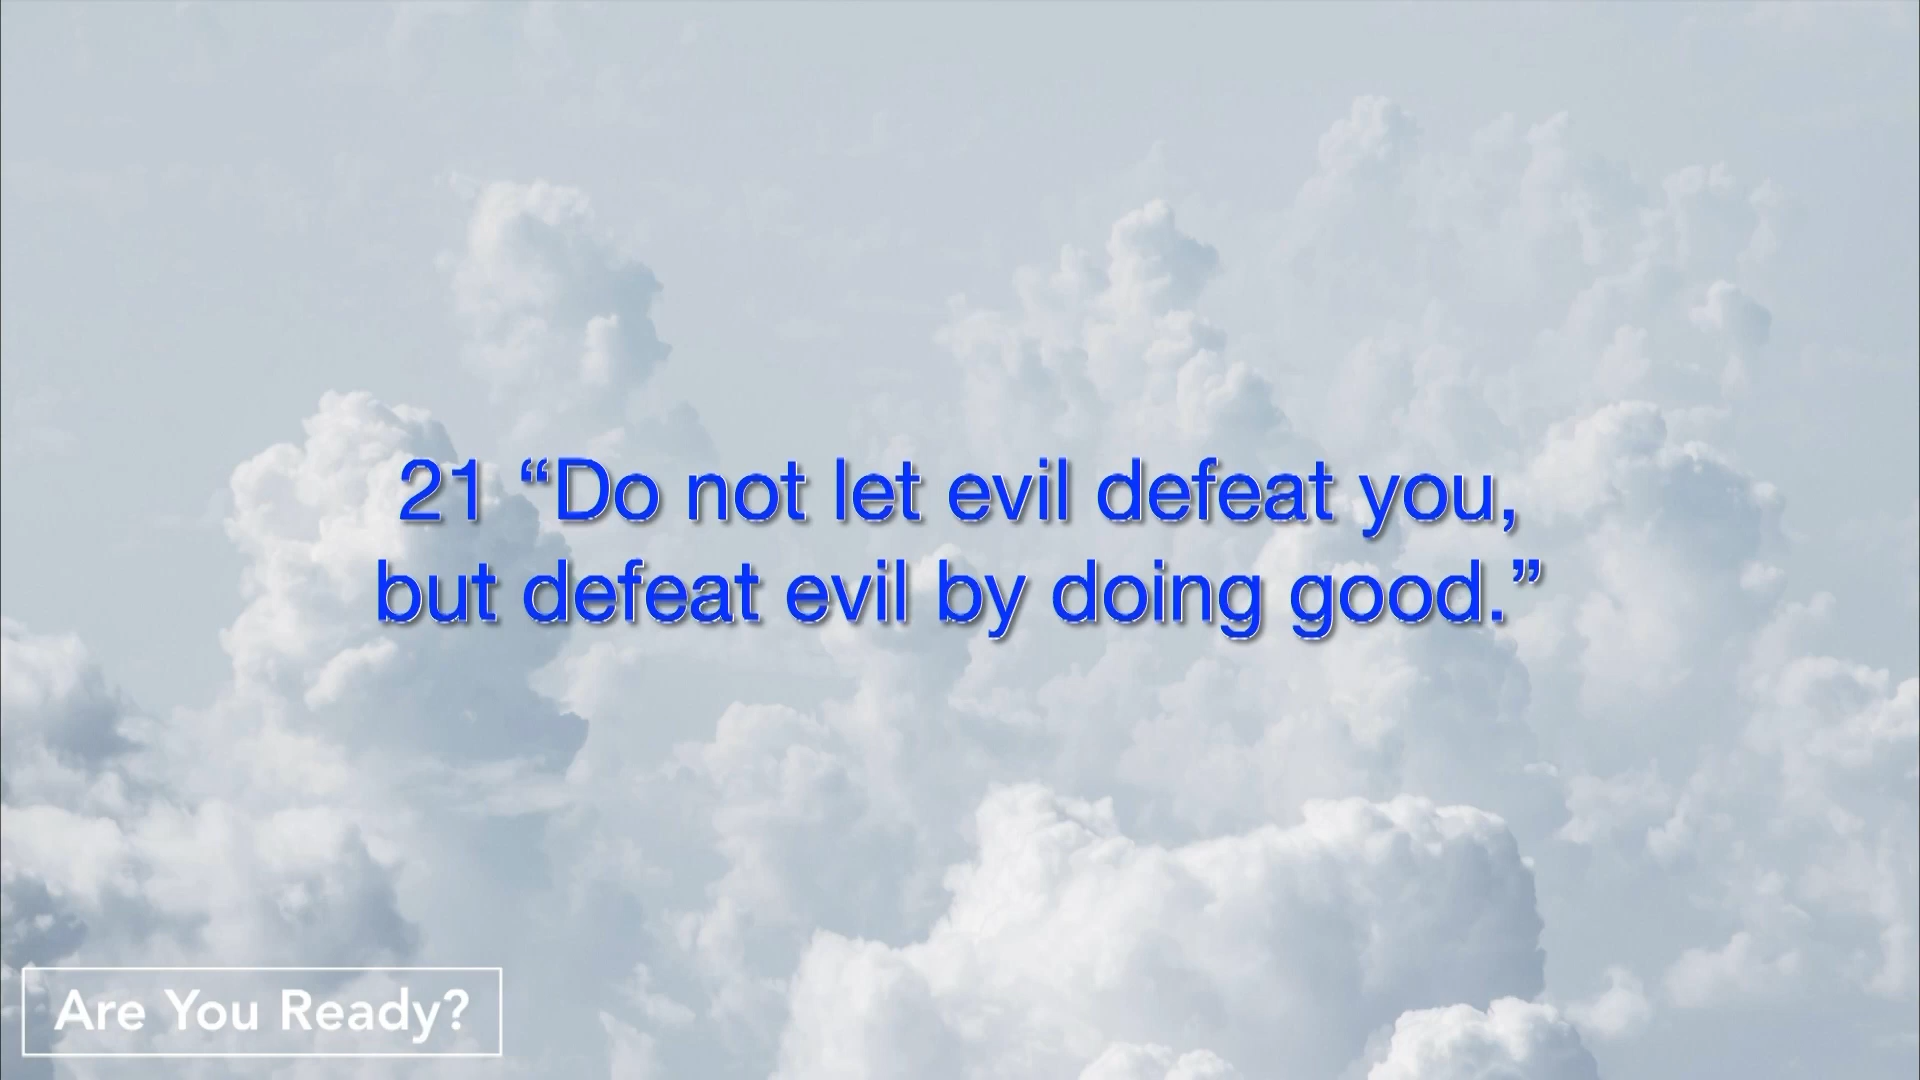 21 “Do not let evil defeat you,
but defeat evil by doing good.”
Are You Ready?